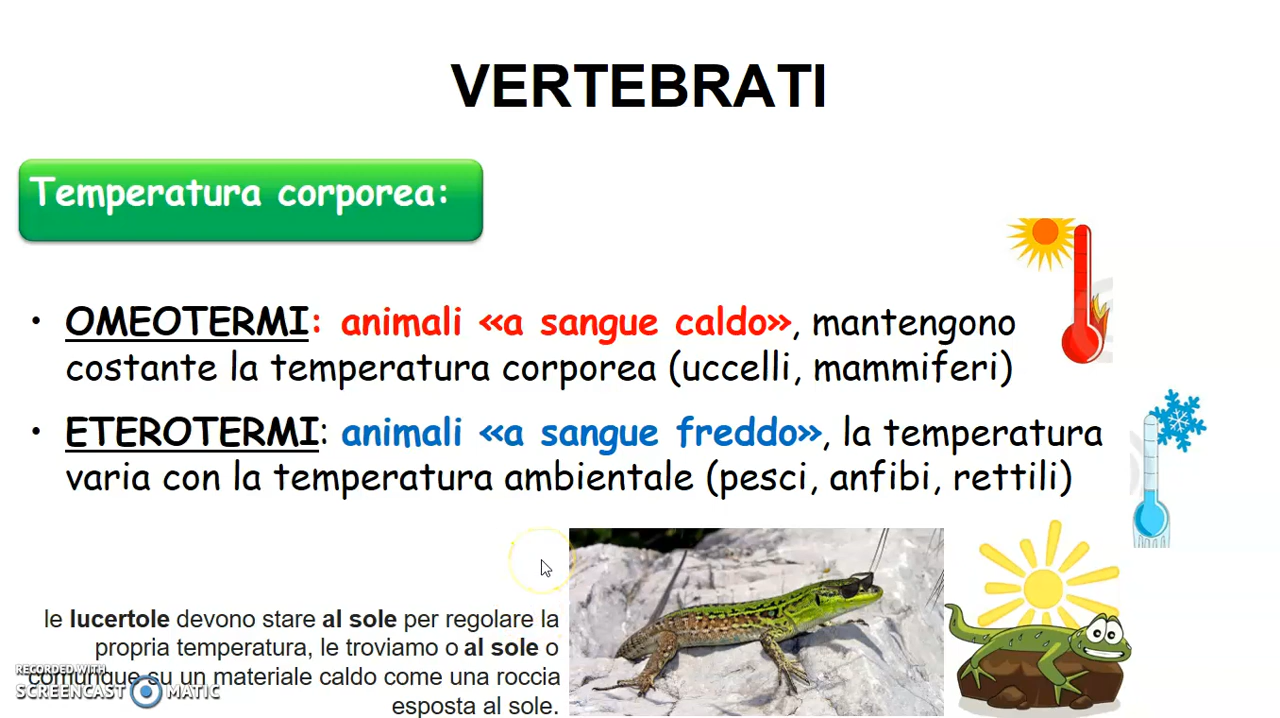 VERTEBRATI
Temperatura corporea:
• OMEOTERMI: animali «a sangue caldo», mantengono
costante la temperatura corporea (uccelli, mammiferi)
• ETEROTERMI: animali «a sangue freddo», la temperatura
varia con la temperatura ambientale (pesci, anfibi, rettili)
le lucertole devono stare al sole per regolare la
propria temperatura, le troviamo o al sole o
comunque su un materiale caldo come una roccia
esposta al sole.
RECORDED WITH
SCREENCAST MATIC